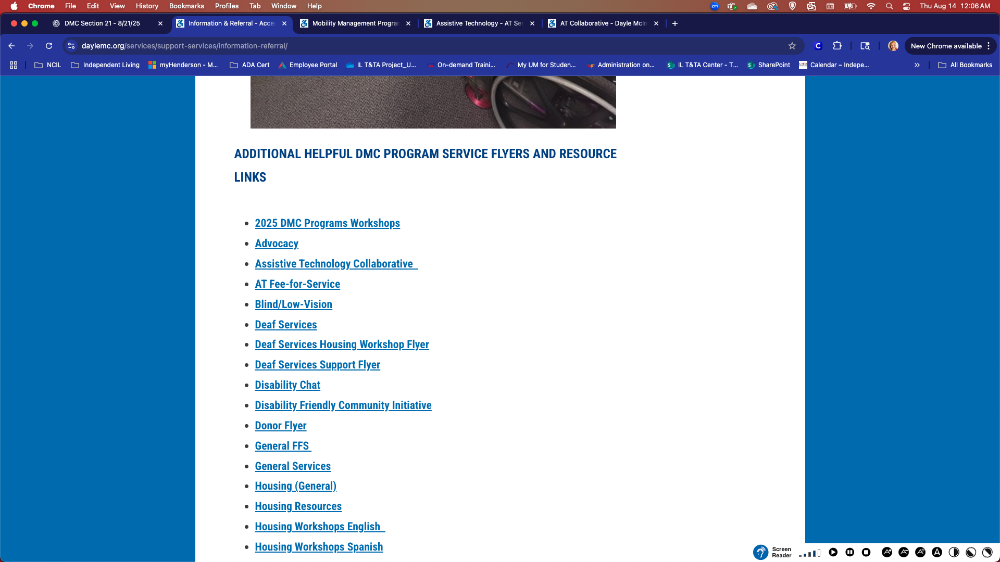 Chrome File Edit View History Bookmarks Profiles Tab Window Help zm Thu Aug 14 12:06 AM
DMC Section 21 - 8/21/25 Information & Referral - Acce Mobility Management Program Assistive Technology - AT Ser AT Collaborative - Dayle McIn
daylemc.org/services/support-services/information-referral/ C New Chrome available
NCIL Independent Living myHenderson - M... ADA Cert Employee Portal IL T&TA Project_U... On-demand Traini... My UM for Studen... Administration on... IL T&TA Center - T... SharePoint Calendar – Indepe... » All Bookmarks
ADDITIONAL HELPFUL DMC PROGRAM SERVICE FLYERS AND RESOURCE
LINKS
• 2025 DMC Programs Workshops
• Advocacy
• Assistive Technology Collaborative
• AT Fee-for-Service
• Blind/Low-Vision
• Deaf Services
• Deaf Services Housing Workshop Flyer
• Deaf Services Support Flyer
• Disability Chat
• Disability Friendly Community Initiative
• Donor Flyer
• General FFS
• General Services
• Housing (General)
• Housing Resources
• Housing Workshops English
• Housing Workshops Spanish
Screen
Reader